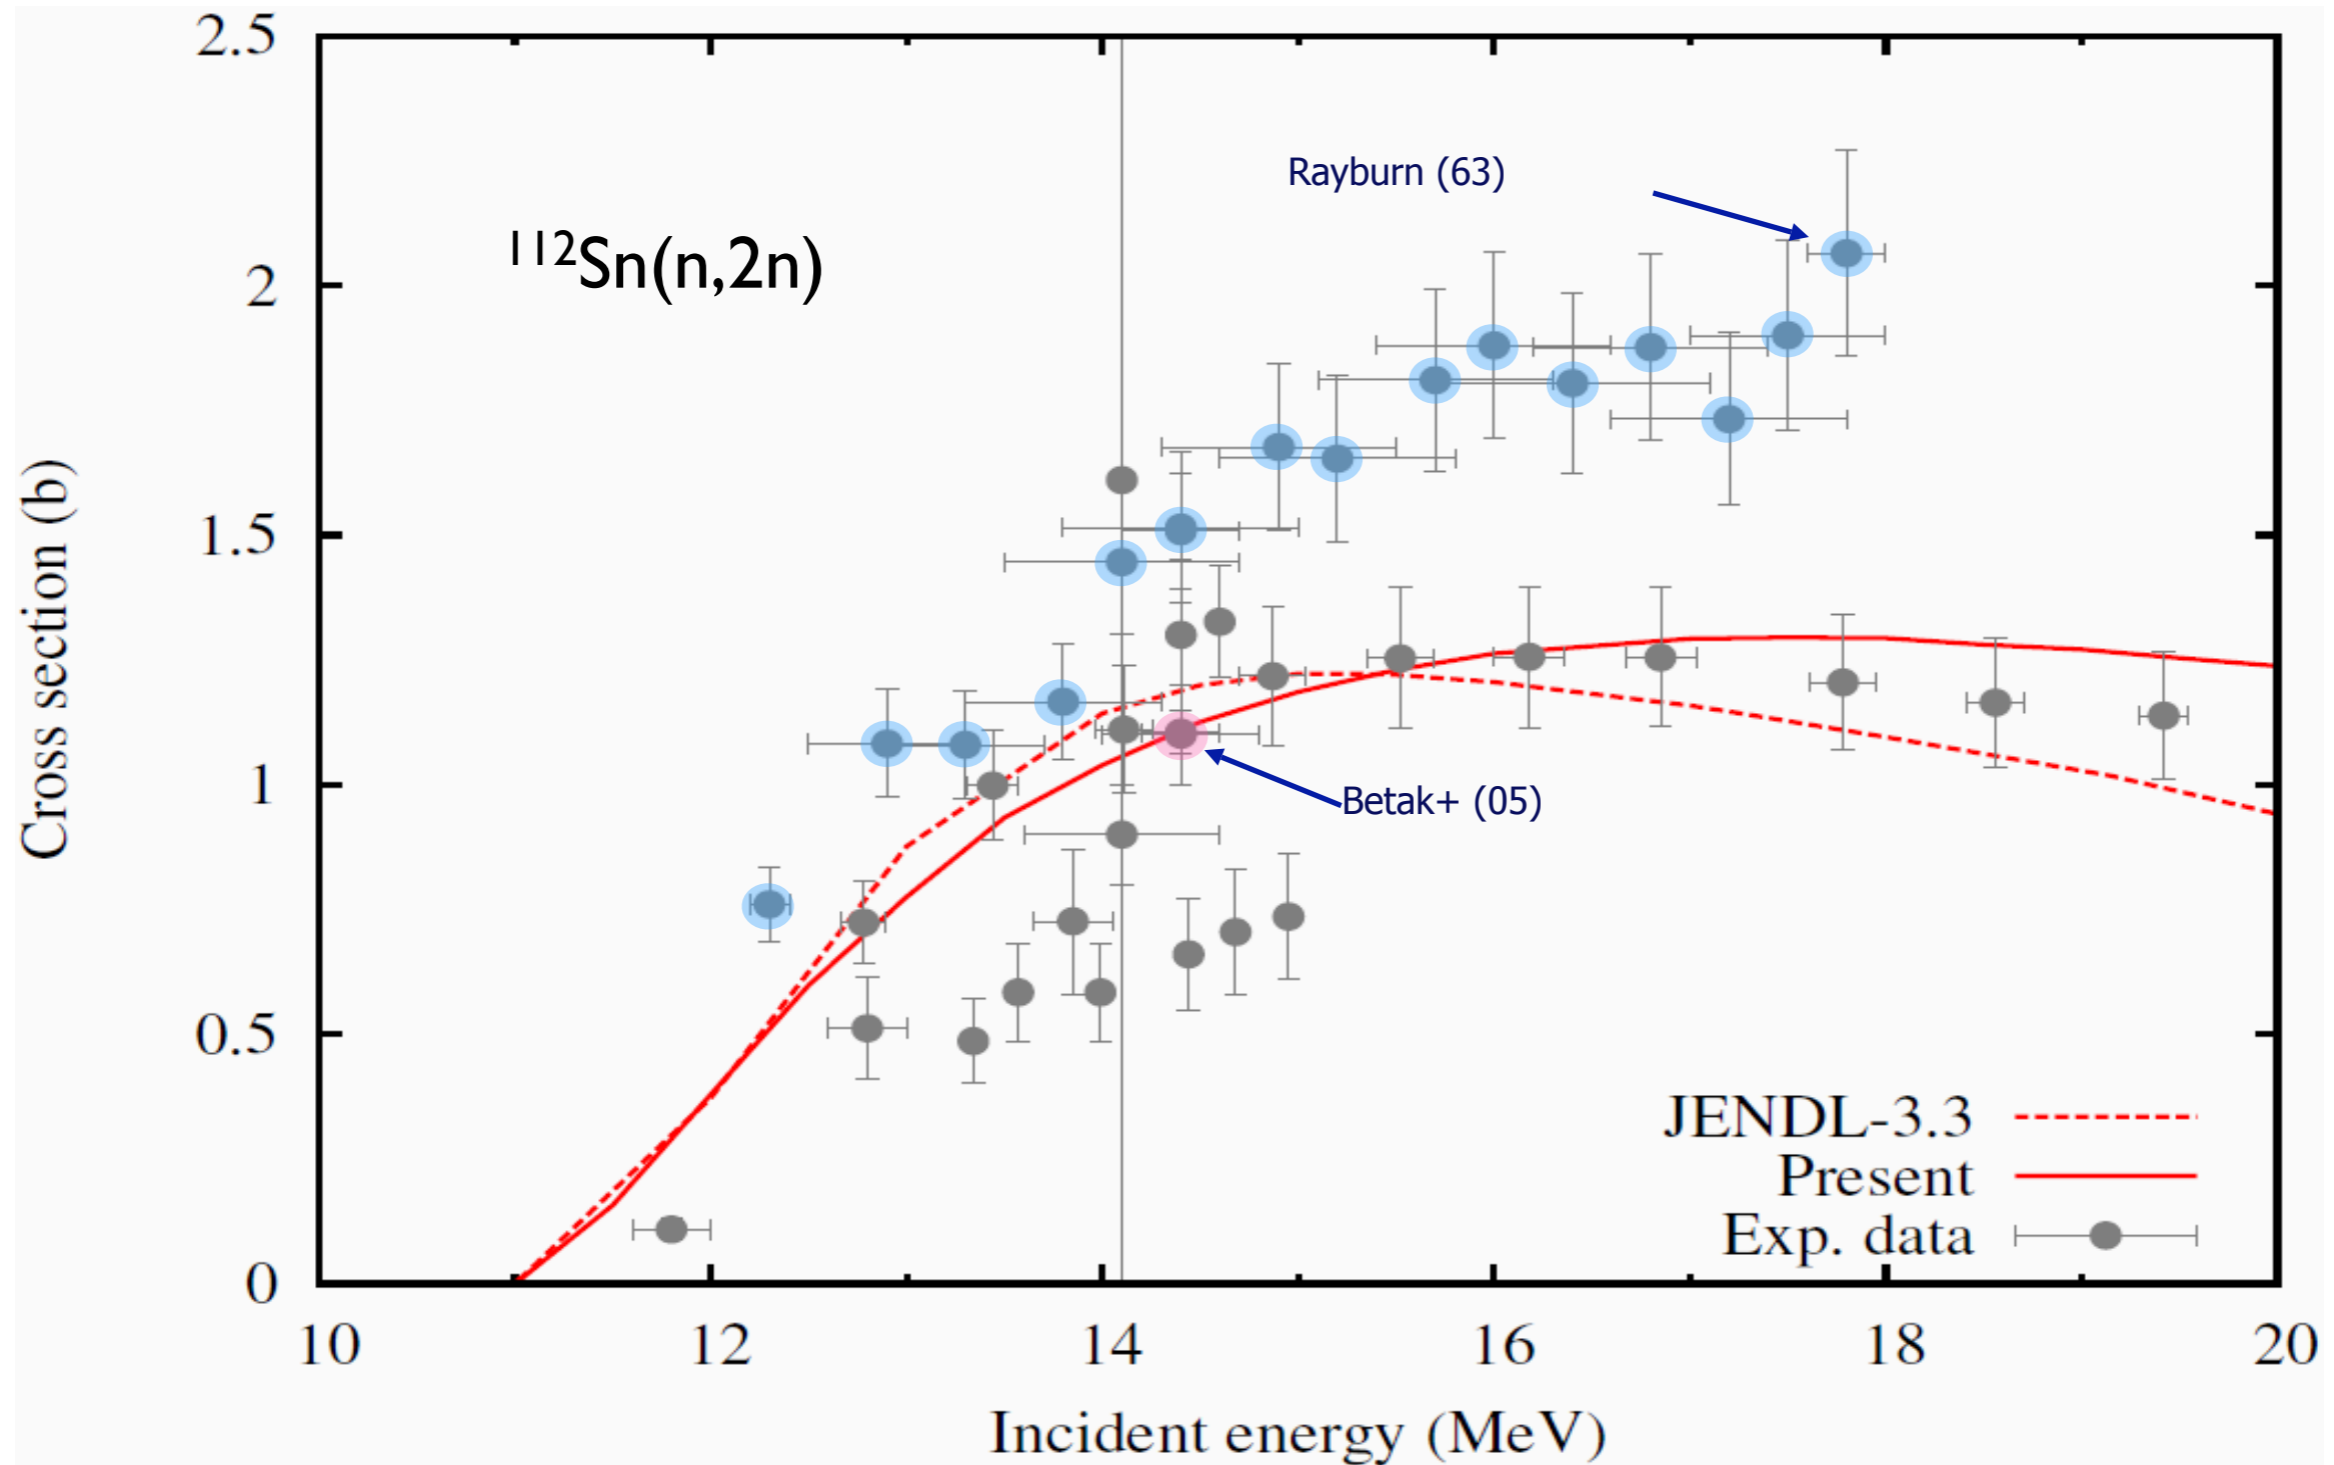 2.5
Rayburn (63)
¹¹²Sn(n,2n)
2
1.5
Cross section (b)
1
Betak+ (05)
0.5
JENDL-3.3
Present
Exp. data
0
10 12 14 16 18 20
Incident energy (MeV)